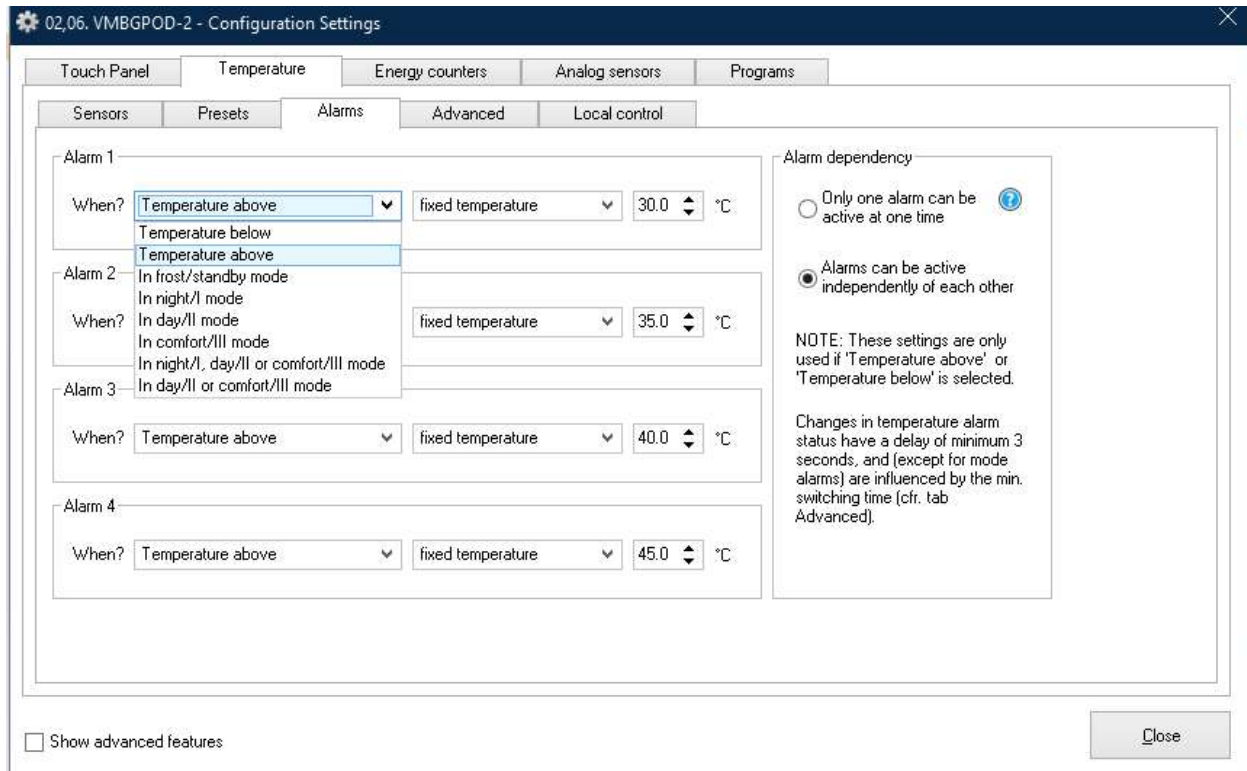 02,06. VMBGPOD-2 - Configuration Settings
Touch Panel Temperature Energy counters Analog sensors Programs
Sensors Presets Alarms Advanced Local control
Alarm 1
When? Temperature above fixed temperature 30.0 °C
Temperature below
Temperature above
In frost/standby mode
In night/I mode
In day/II mode
In comfort/III mode
In night/I, day/II or comfort/III mode
In day/II or comfort/III mode
Alarm 2
When? fixed temperature 35.0 °C
Alarm 3
When? Temperature above fixed temperature 40.0 °C
Alarm 4
When? Temperature above fixed temperature 45.0 °C
Alarm dependency
Only one alarm can be
active at one time
?
Alarms can be active
independently of each other
NOTE: These settings are only
used if 'Temperature above' or
'Temperature below' is selected.
Changes in temperature alarm
status have a delay of minimum 3
seconds, and (except for mode
alarms) are influenced by the min.
switching time (cfr. tab
Advanced).
Show advanced features
Close